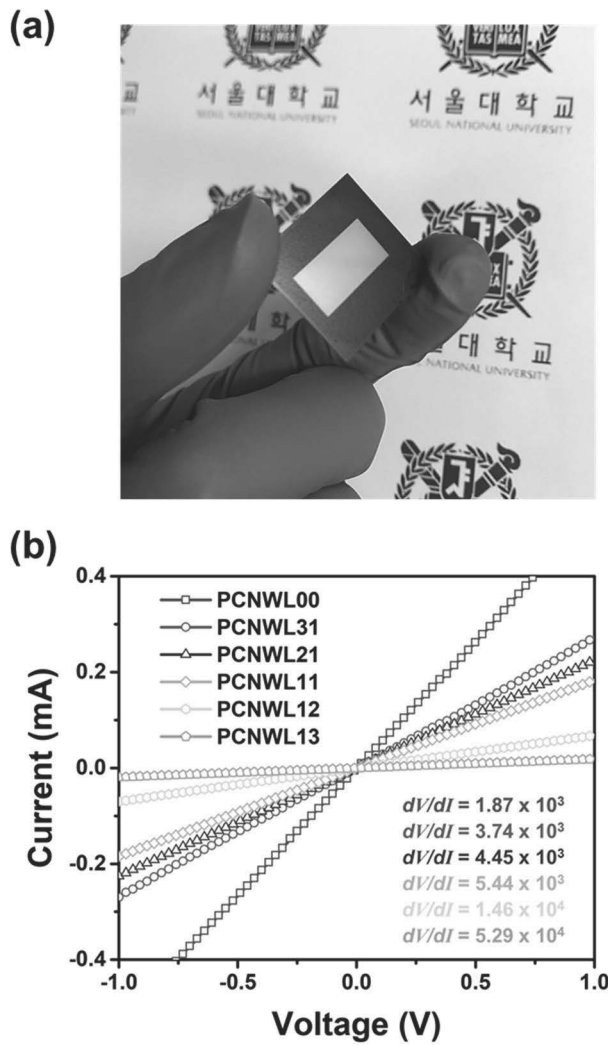 (a)
VERI LUX
TAS MEA
서울대학교
SEOUL NATIONAL UNIVERSITY
서울대학교
SEOUL NATIONAL UNIVERSITY
대학교
NATIONAL UNIVERSITY
(b)
Current (mA)
0.4
0.2
0.0
-0.2
-0.4
PCNWL00
PCNWL31
PCNWL21
PCNWL11
PCNWL12
PCNWL13
dV/dI = 1.87 x 10³
dV/dI = 3.74 x 10³
dV/dI = 4.45 x 10³
dV/dI = 5.44 x 10³
dV/dI = 1.46 x 10⁴
dV/dI = 5.29 x 10⁴
-1.0 -0.5 0.0 0.5 1.0
Voltage (V)